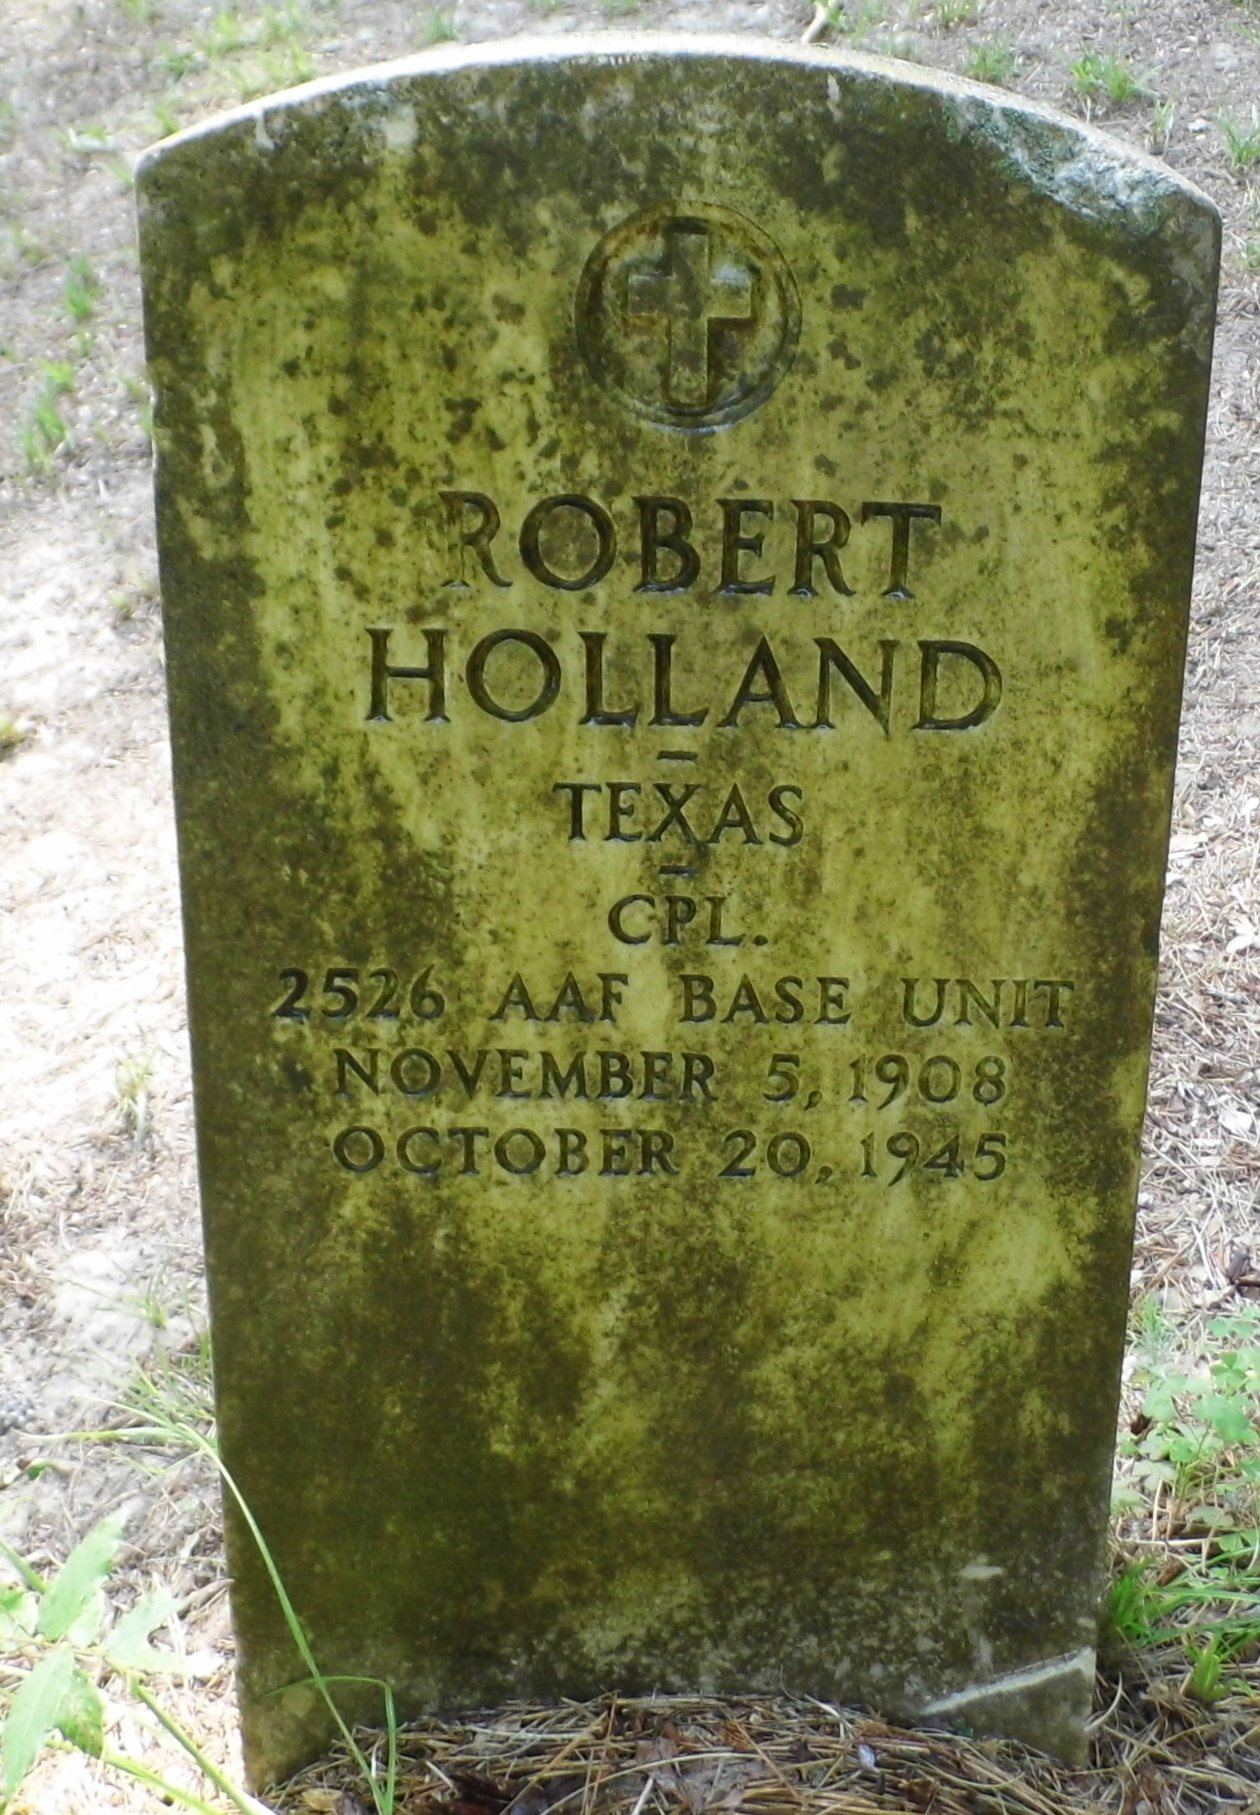 ROBERT
HOLLAND
–
TEXAS
–
CPL.
2526 AAF BASE UNIT
NOVEMBER 5, 1908
OCTOBER 20, 1945